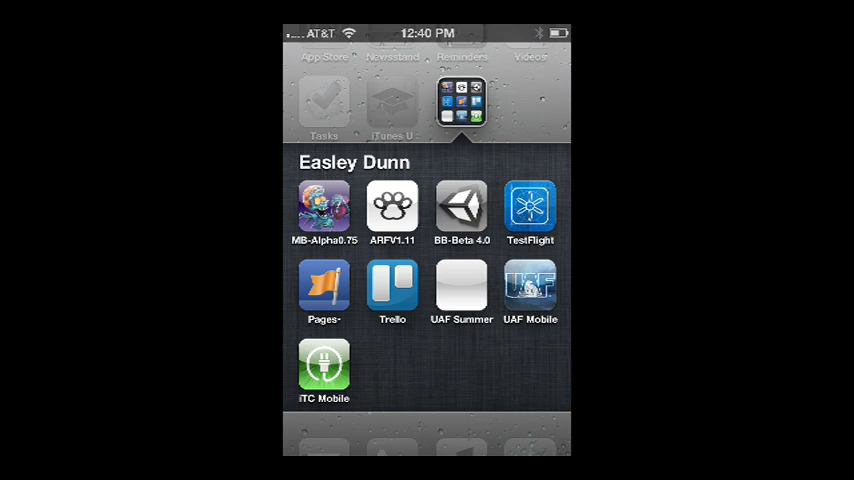 AT&T 12:40 PM
App Store Newsstand Reminders Videos
Tasks iTunes U
Easley Dunn
MB-Alpha0.75 ARFV1.11 BB-Beta 4.0 TestFlight
UAF
Pages- Trello UAF Summer UAF Mobile
iTC Mobile